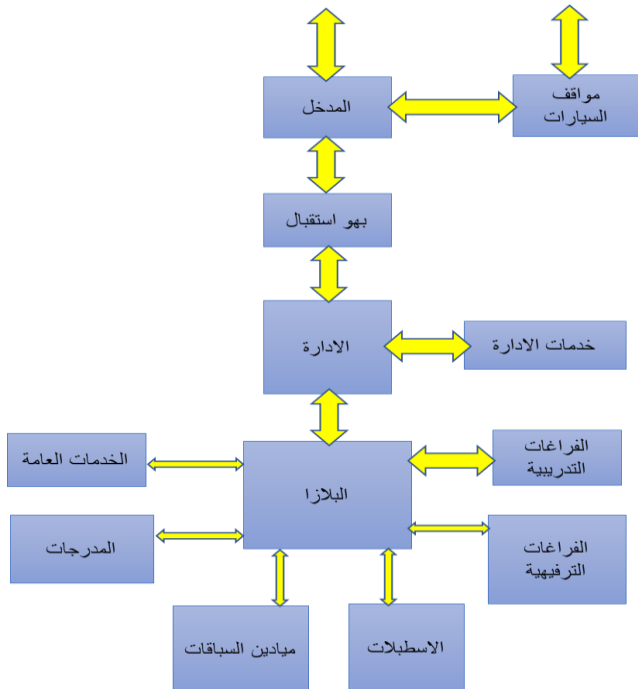 مواقف
السيارات
المدخل
بهو استقبال
الادارة
خدمات الادارة
الفراغات
التدريبية
الخدمات العامة
البلازا
الفراغات
الترفيهية
المدرجات
الاسطبلات
ميادين السباقات